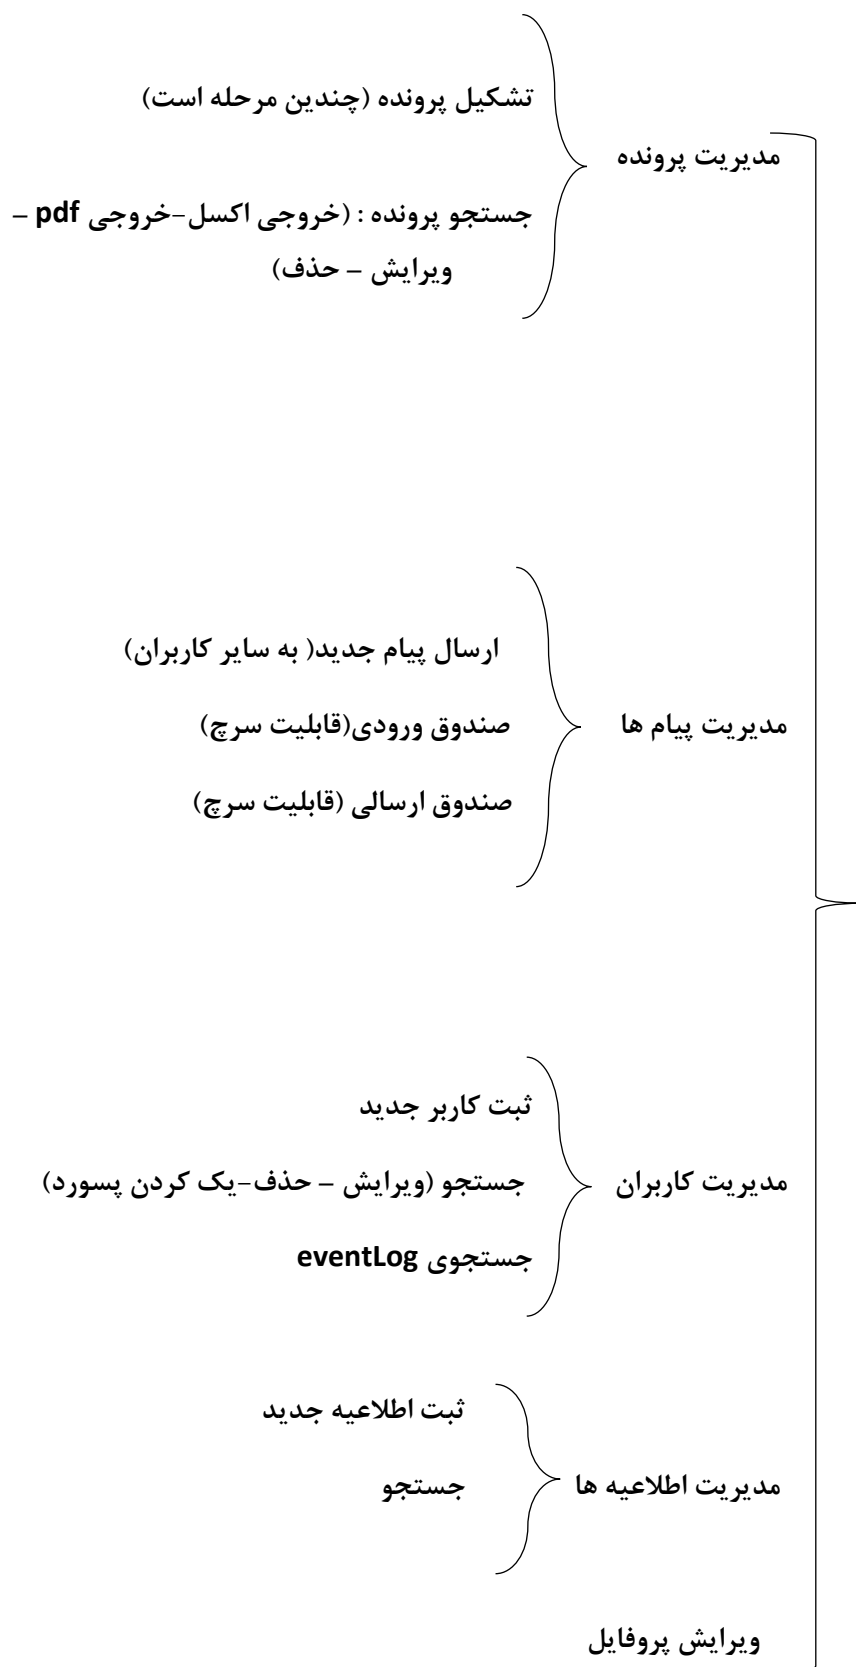 تشکیل پرونده (چندین مرحله است)
مدیریت پرونده
جستجو پرونده : (خروجی اکسل-خروجی pdf –
ویرایش – حذف)
ارسال پیام جدید( به سایر کاربران)
مدیریت پیام ها
صندوق ورودی(قابلیت سرچ)
صندوق ارسالی (قابلیت سرچ)
ثبت کاربر جدید
مدیریت کاربران
جستجو (ویرایش – حذف-یک کردن پسورد)
جستجوی eventLog
ثبت اطلاعیه جدید
مدیریت اطلاعیه ها
جستجو
ویرایش پروفایل